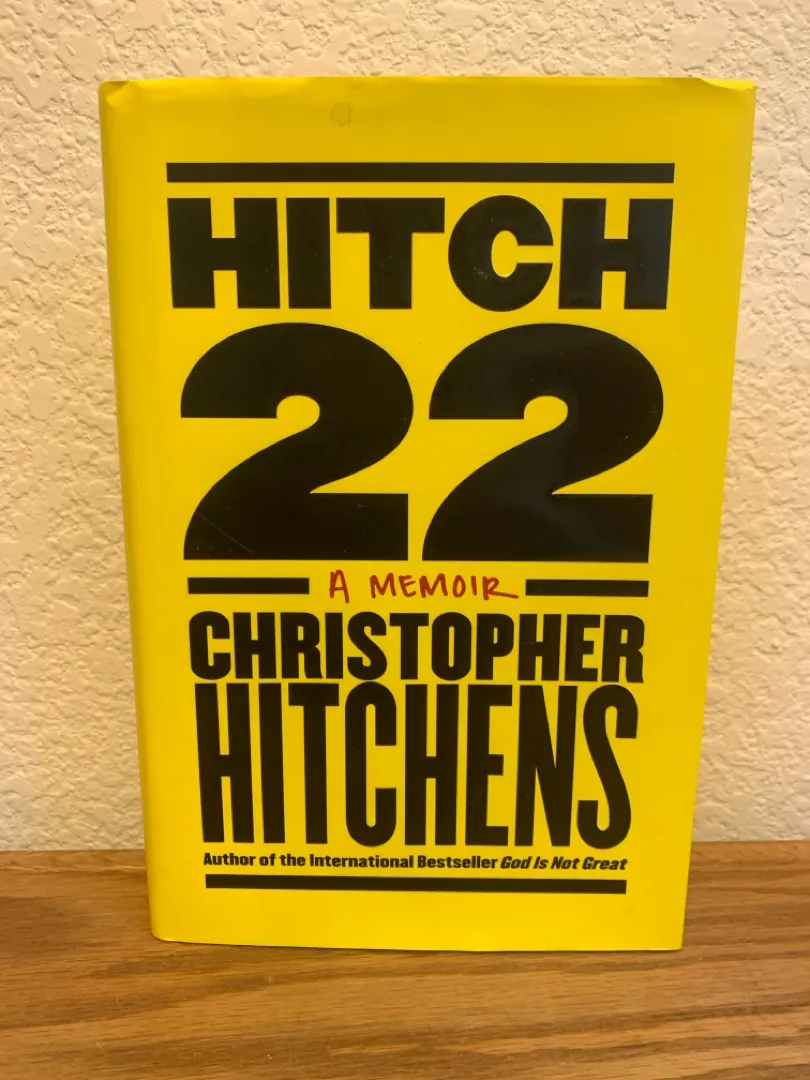 HITCH
22
A MEMOIR
CHRISTOPHER
HITCHENS
Author of the International Bestseller God Is Not Great